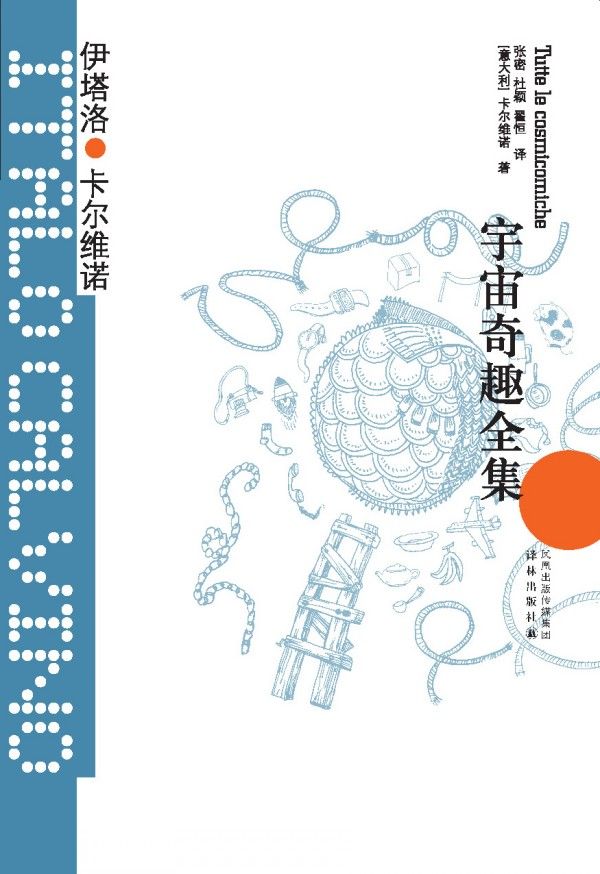 ITALO CALVINO
伊塔洛●卡尔维诺
Tutte le cosmicomiche
[意大利] 卡尔维诺 著
张密 杜颖 翟恒 译
宇宙奇趣全集
凤凰出版传媒集团
译林出版社